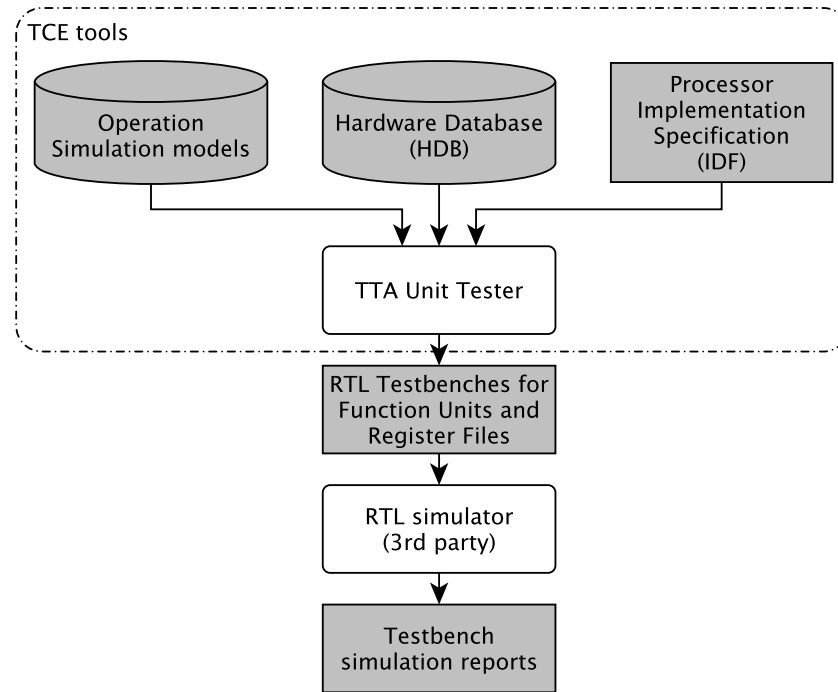 TCE tools
Operation
Simulation models
Hardware Database
(HDB)
Processor
Implementation
Specification
(IDF)
TTA Unit Tester
RTL Testbenches for
Function Units and
Register Files
RTL simulator
(3rd party)
Testbench
simulation reports